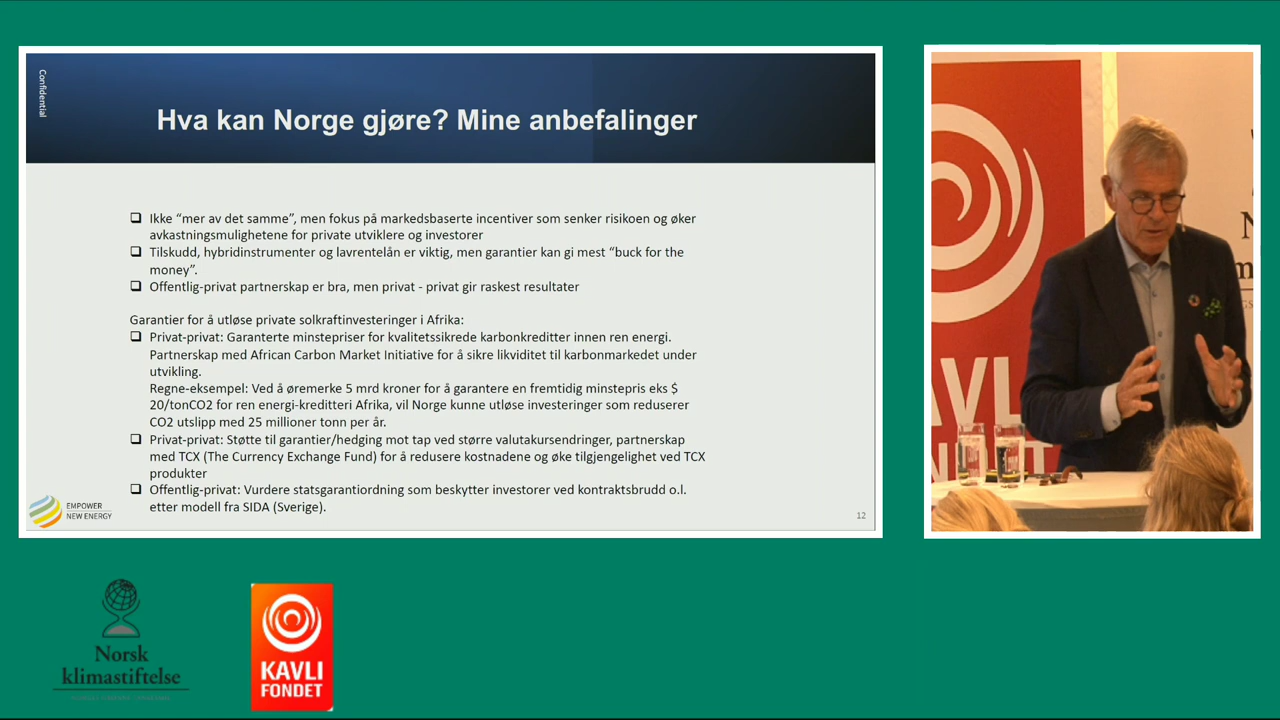 Confidential
Hva kan Norge gjøre? Mine anbefalinger
Ikke “mer av det samme”, men fokus på markedsbaserte incentiver som senker risikoen og øker
avkastningsmulighetene for private utviklere og investorer
Tilskudd, hybridinstrumenter og lavrentelån er viktig, men garantier kan gi mest “buck for the
money”.
Offentlig-privat partnerskap er bra, men privat - privat gir raskest resultater
Garantier for å utløse private solkraftinvesteringer i Afrika:
Privat-privat: Garanterte minstepriser for kvalitetssikrede karbonkreditter innen ren energi.
Partnerskap med African Carbon Market Initiative for å sikre likviditet til karbonmarkedet under
utvikling.
Regne-eksempel: Ved å øremerke 5 mrd kroner for å garantere en fremtidig minstepris eks $
20/tonCO2 for ren energi-kreditteri Afrika, vil Norge kunne utløse investeringer som reduserer
CO2 utslipp med 25 millioner tonn per år.
Privat-privat: Støtte til garantier/hedging mot tap ved større valutakursendringer, partnerskap
med TCX (The Currency Exchange Fund) for å redusere kostnadene og øke tilgjengelighet ved TCX
produkter
Offentlig-privat: Vurdere statsgarantiordning som beskytter investorer ved kontraktsbrudd o.l.
etter modell fra SIDA (Sverige).
EMPOWER
NEW ENERGY
12
Norsk
klimastiftelse
KAVLI
FONDET